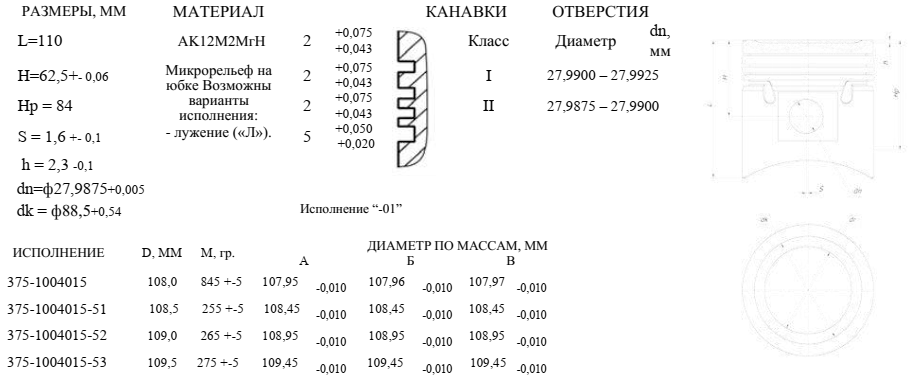 РАЗМЕРЫ, ММ МАТЕРИАЛ КАНАВКИ ОТВЕРСТИЯ
L=110 АК12М2МгН 2 +0,075 +0,043 Класс Диаметр dn, мм
H=62,5+- 0,06 Микрорельеф на юбке Возможны варианты исполнения: - лужение («Л»). 2 +0,075 +0,043 I 27,9900 – 27,9925
Hp = 84 2 +0,075 +0,043 II 27,9875 – 27,9900
S = 1,6 +- 0,1 5 +0,050 +0,020
h = 2,3 -0,1
dn=ф27,9875+0,005
dk = ф88,5+0,54 Исполнение “-01”
ИСПОЛНЕНИЕ D, ММ М, гр. ДИАМЕТР ПО МАССАМ, ММ
А Б В
375-1004015 108,0 845 +-5 107,95 -0,010 107,96 -0,010 107,97 -0,010
375-1004015-51 108,5 255 +-5 108,45 -0,010 108,45 -0,010 108,45 -0,010
375-1004015-52 109,0 265 +-5 108,95 -0,010 108,95 -0,010 108,95 -0,010
375-1004015-53 109,5 275 +-5 109,45 -0,010 109,45 -0,010 109,45 -0,010
H
h
Hp
L
S
dn
dk